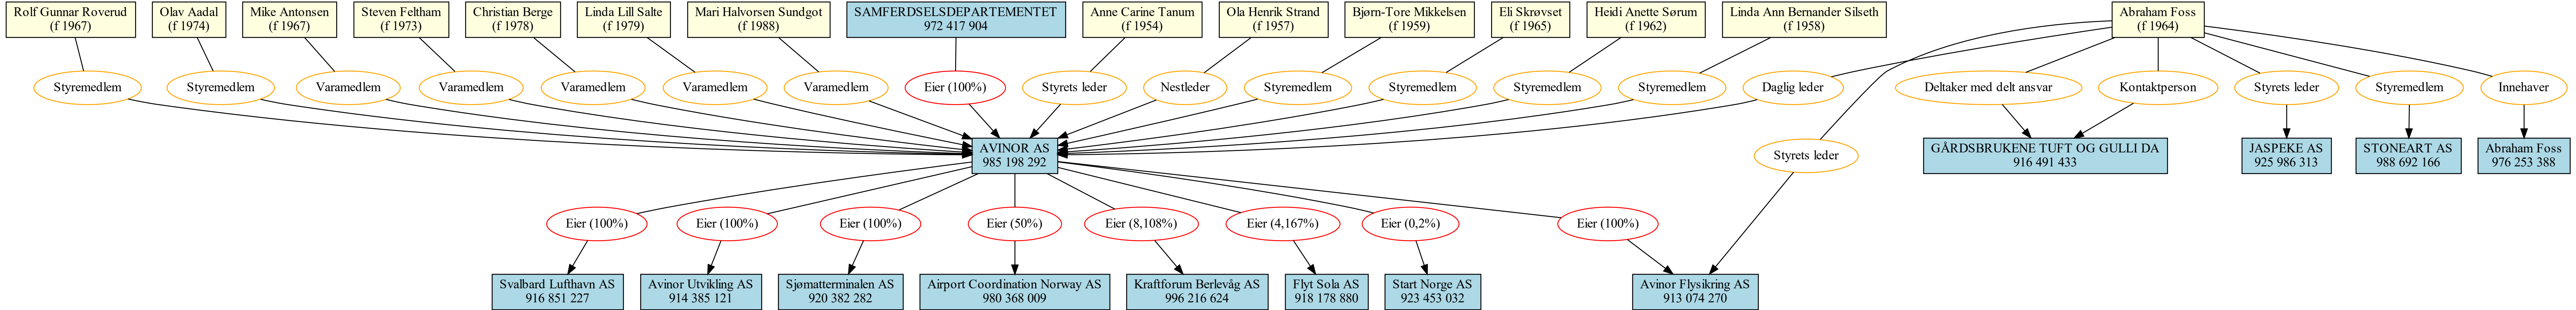 Rolf Gunnar Roverud
(f 1967)
Olav Aadal
(f 1974)
Mike Antonsen
(f 1967)
Steven Feltham
(f 1973)
Christian Berge
(f 1978)
Linda Lill Salte
(f 1979)
Mari Halvorsen Sundgot
(f 1988)
SAMFERDSELSDEPARTEMENTET
972 417 904
Anne Carine Tanum
(f 1954)
Ola Henrik Strand
(f 1957)
Bjørn-Tore Mikkelsen
(f 1959)
Eli Skrøvset
(f 1965)
Heidi Anette Sørum
(f 1962)
Linda Ann Bernander Silseth
(f 1958)
Abraham Foss
(f 1964)
Styremedlem
Styremedlem
Varamedlem
Varamedlem
Varamedlem
Varamedlem
Varamedlem
Eier (100%)
Styrets leder
Nestleder
Styremedlem
Styremedlem
Styremedlem
Styremedlem
Daglig leder
Deltaker med delt ansvar
Kontaktperson
Styrets leder
Styremedlem
Innehaver
AVINOR AS
985 198 292
Styrets leder
GÅRDSBRUKENE TUFT OG GULLI DA
916 491 433
JASPEKE AS
925 986 313
STONEART AS
988 692 166
Abraham Foss
976 253 388
Eier (100%)
Eier (100%)
Eier (100%)
Eier (50%)
Eier (8,108%)
Eier (4,167%)
Eier (0,2%)
Eier (100%)
Svalbard Lufthavn AS
916 851 227
Avinor Utvikling AS
914 385 121
Sjømatterminalen AS
920 382 282
Airport Coordination Norway AS
980 368 009
Kraftforum Berlevåg AS
996 216 624
Flyt Sola AS
918 178 880
Start Norge AS
923 453 032
Avinor Flysikring AS
913 074 270